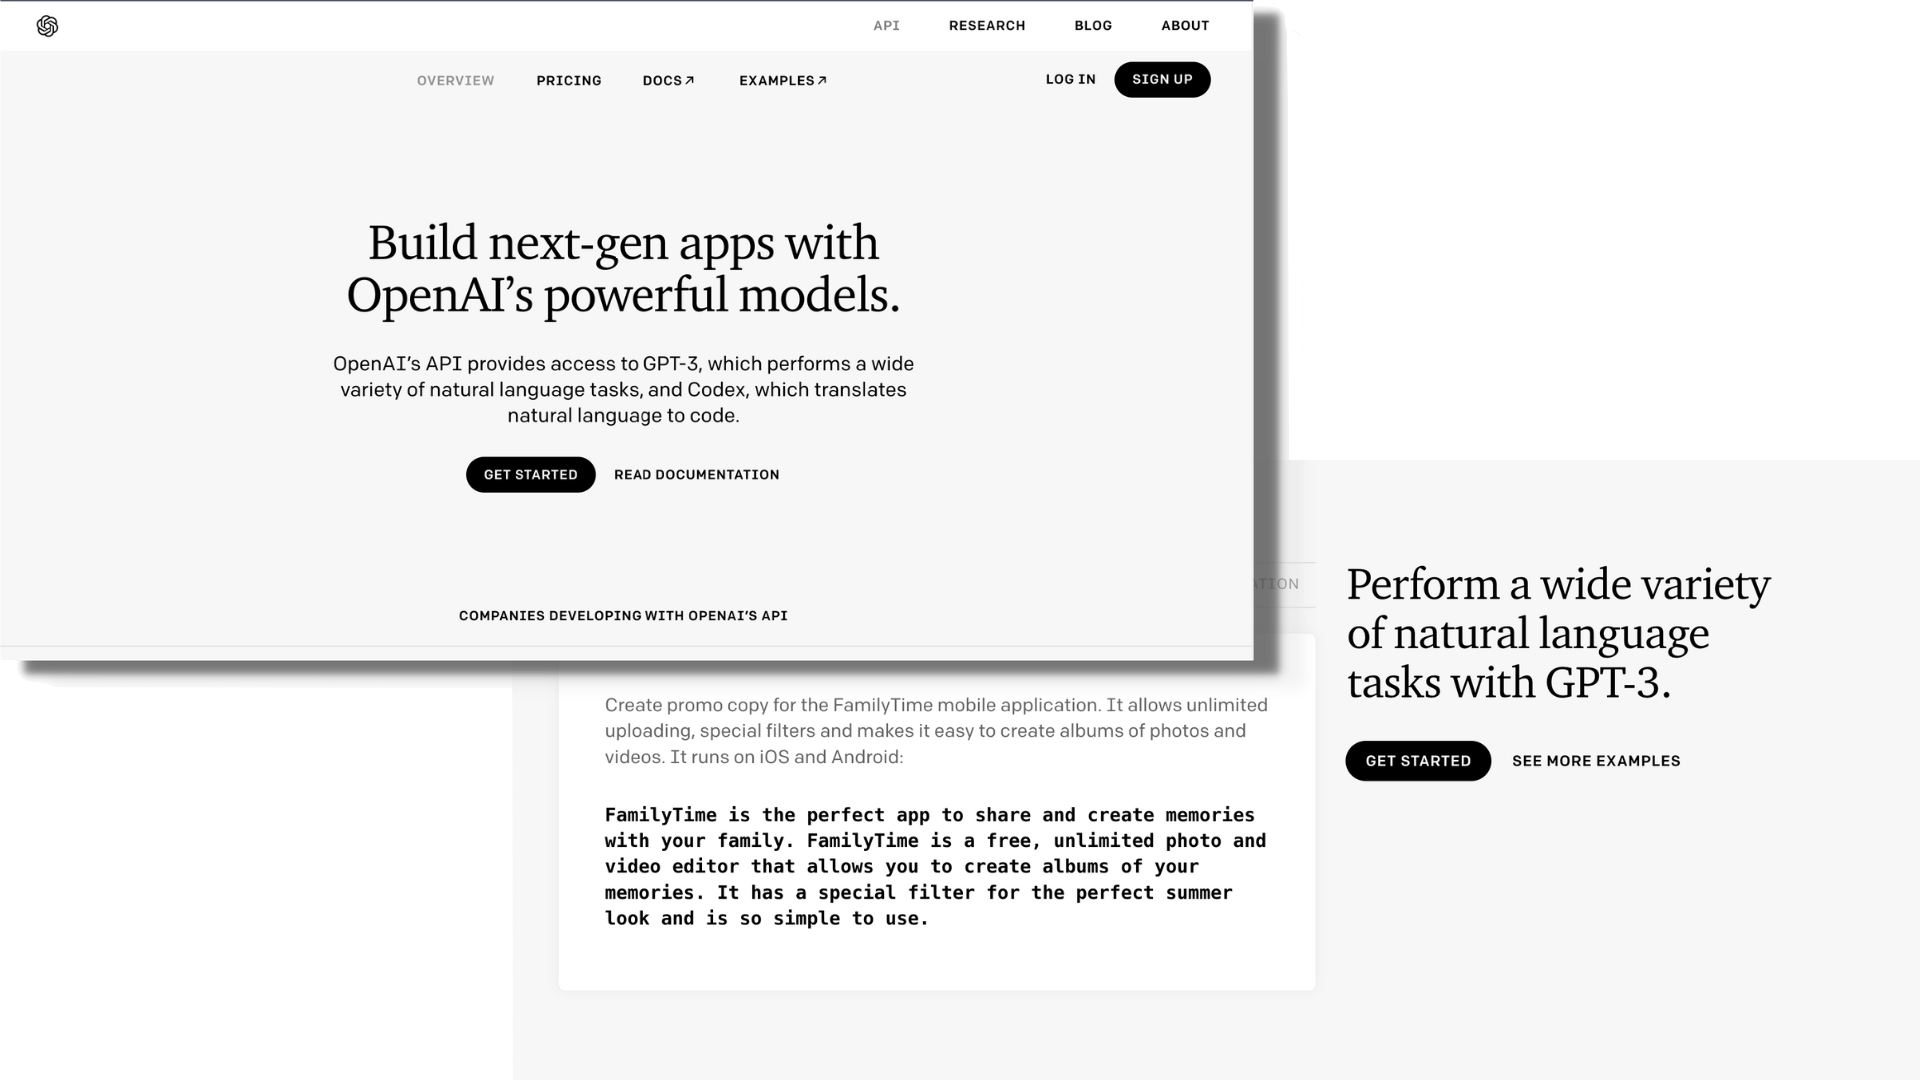 API RESEARCH BLOG ABOUT
OVERVIEW PRICING DOCS↗ EXAMPLES↗ LOG IN SIGN UP
Build next-gen apps with
OpenAI’s powerful models.
OpenAI’s API provides access to GPT-3, which performs a wide
variety of natural language tasks, and Codex, which translates
natural language to code.
GET STARTED READ DOCUMENTATION
COMPANIES DEVELOPING WITH OPENAI’S API
Perform a wide variety
of natural language
tasks with GPT-3.
GET STARTED SEE MORE EXAMPLES
Create promo copy for the FamilyTime mobile application. It allows unlimited
uploading, special filters and makes it easy to create albums of photos and
videos. It runs on iOS and Android:
FamilyTime is the perfect app to share and create memories
with your family. FamilyTime is a free, unlimited photo and
video editor that allows you to create albums of your
memories. It has a special filter for the perfect summer
look and is so simple to use.